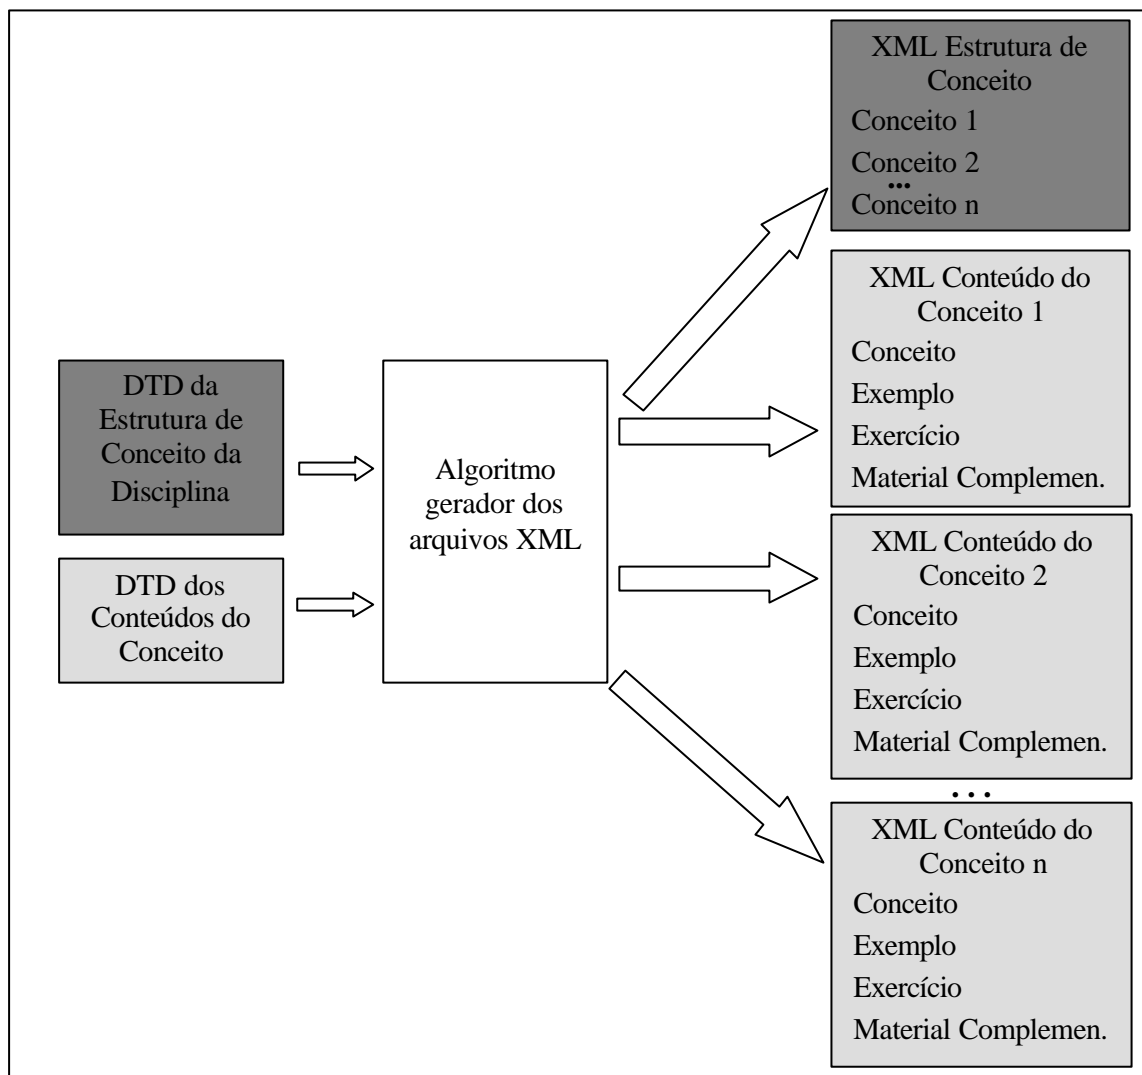 DTD da
Estrutura de
Conceito da
Disciplina
DTD dos
Conteúdos do
Conceito
Algoritmo
gerador dos
arquivos XML
XML Estrutura de
Conceito
Conceito 1
Conceito 2
...
Conceito n
XML Conteúdo do
Conceito 1
Conceito
Exemplo
Exercício
Material Complemen.
XML Conteúdo do
Conceito 2
Conceito
Exemplo
Exercício
Material Complemen.
...
XML Conteúdo do
Conceito n
Conceito
Exemplo
Exercício
Material Complemen.